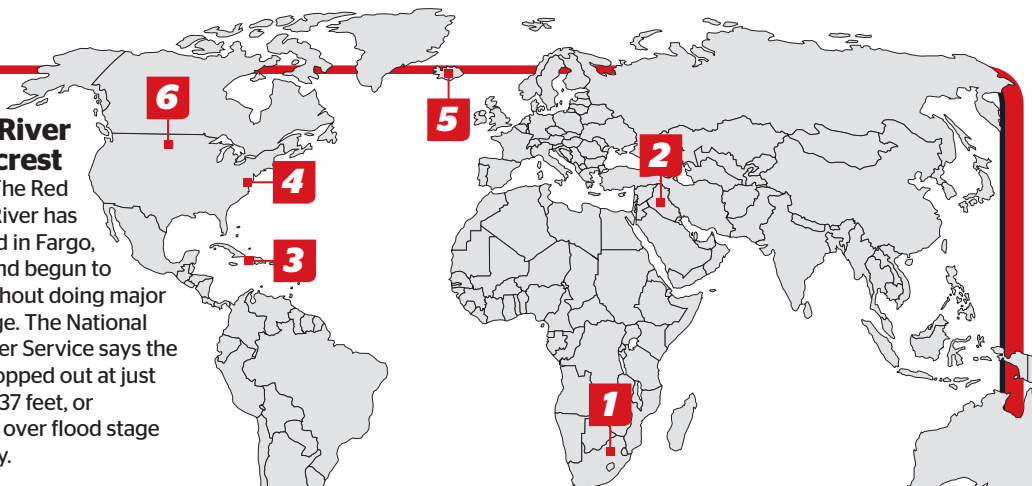 River
crest
The Red
River has
d in Fargo,
nd begun to
hout doing major
ge. The National
er Service says the
opped out at just
37 feet, or
over flood stage
y.
6
5
2
4
3
1